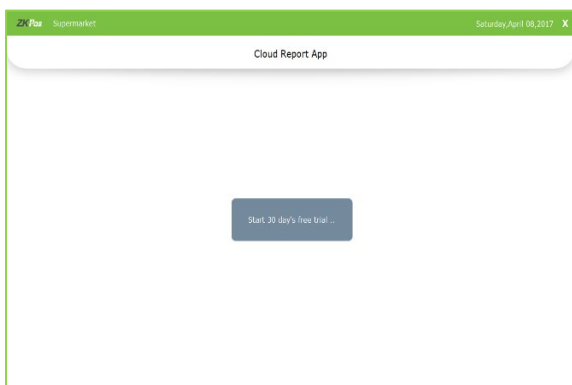 ZKPos Supermarket Saturday,April 08,2017 X
Cloud Report App
Start 30 day's free trial ..